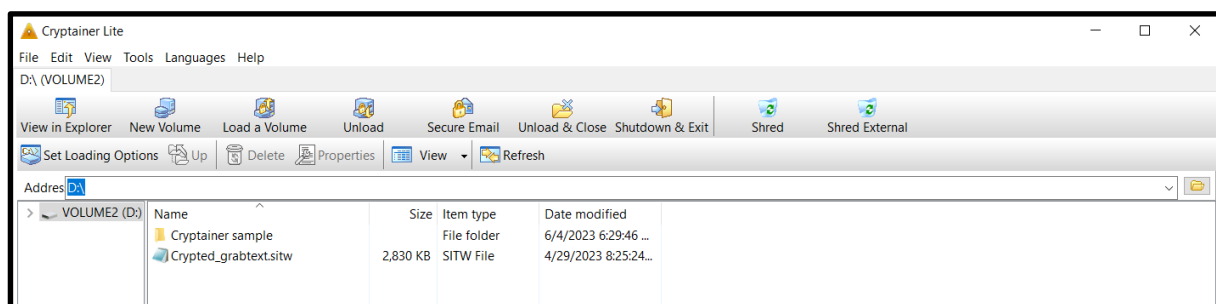 Cryptainer Lite
File Edit View Tools Languages Help
D:\ (VOLUME2)
View in Explorer New Volume Load a Volume Unload Secure Email Unload & Close Shutdown & Exit Shred Shred External
Set Loading Options Up Delete Properties View Refresh
Addres D:\
VOLUME2 (D:) Name Size Item type Date modified
Cryptainer sample File folder 6/4/2023 6:29:46 ...
Crypted_grabtext.sitw 2,830 KB SITW File 4/29/2023 8:25:24...